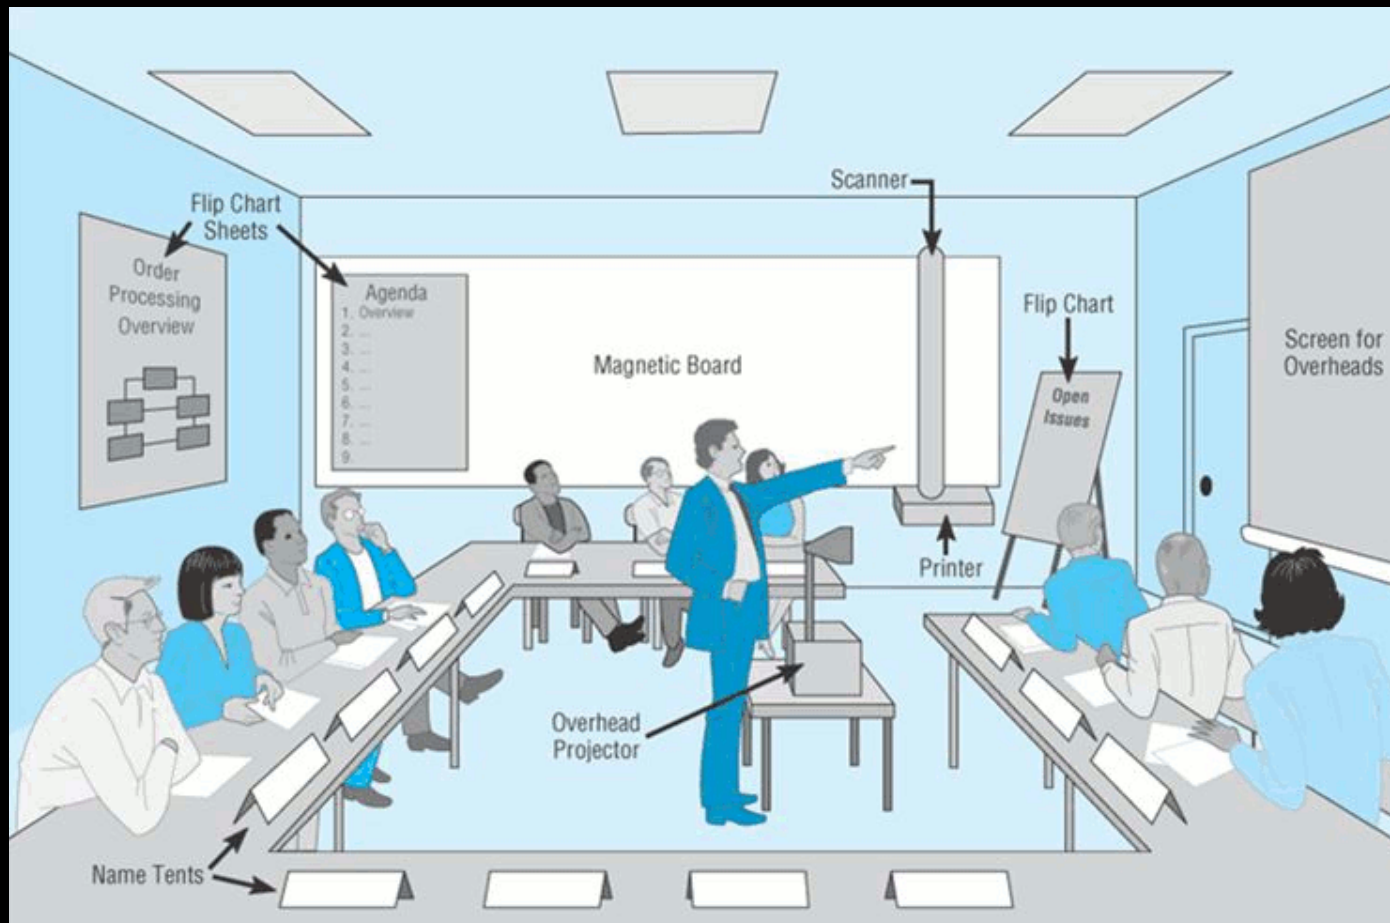 Scanner
Flip Chart
Sheets
Order
Processing
Overview
Agenda
1. Overview
2. ...
3. ...
4. ...
5. ...
6. ...
7. ...
8. ...
9.
Magnetic Board
Flip Chart
Open
Issues
Screen for
Overheads
Printer
Overhead
Projector
Name Tents